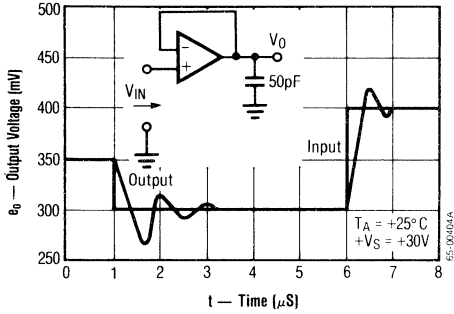 500
450
400
350
300
250
e₀ — Output Voltage (mV)
0
1
2
3
4
5
6
7
8
t — Time (μS)
−
+
V₀
50pF
V_IN
Output
Input
T_A = +25°C
+V_S = +30V
65-00404A